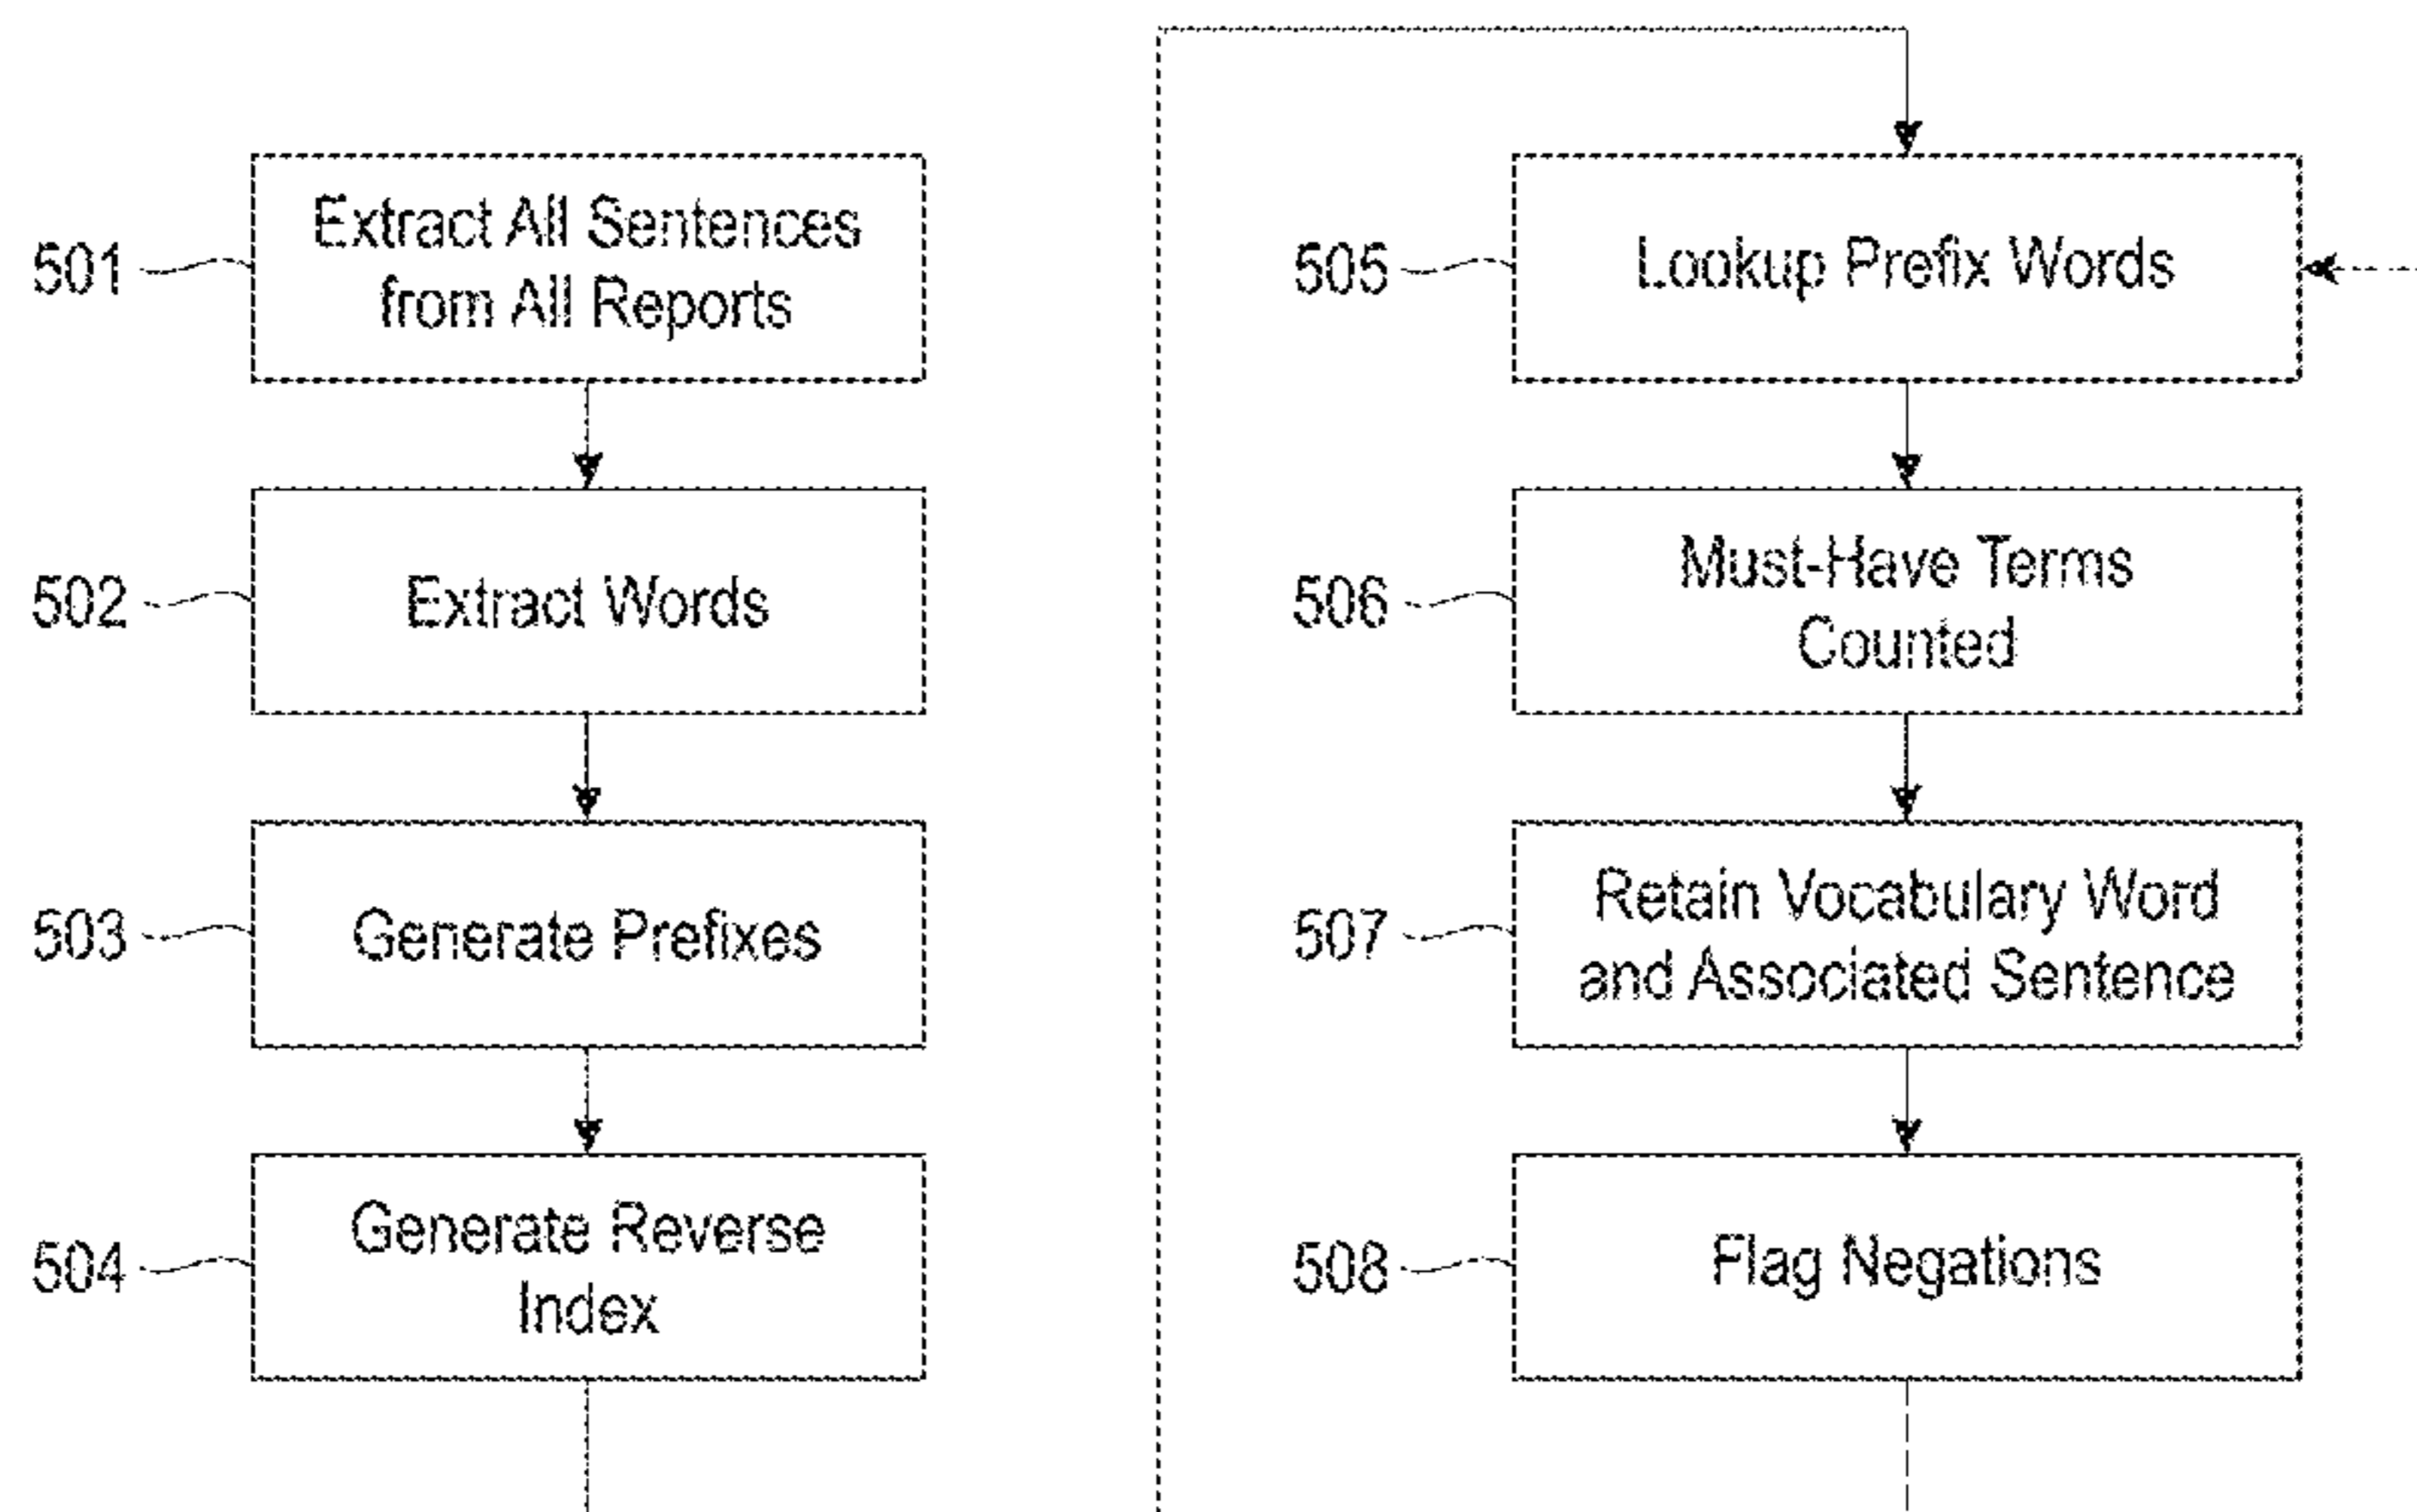 501
Extract All Sentences
from All Reports
502
Extract Words
503
Generate Prefixes
504
Generate Reverse
Index
505
Lookup Prefix Words
506
Must-Have Terms
Counted
507
Retain Vocabulary Word
and Associated Sentence
508
Flag Negations